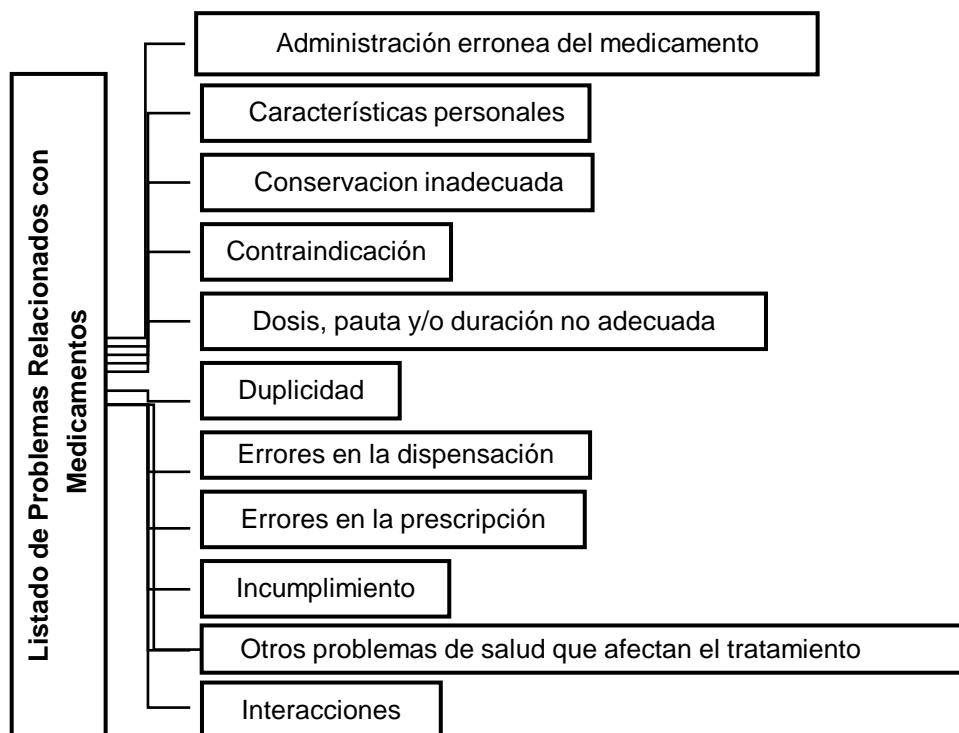 Listado de Problemas Relacionados con
Medicamentos
Administración erronea del medicamento
Características personales
Conservacion inadecuada
Contraindicación
Dosis, pauta y/o duración no adecuada
Duplicidad
Errores en la dispensación
Errores en la prescripción
Incumplimiento
Otros problemas de salud que afectan el tratamiento
Interacciones